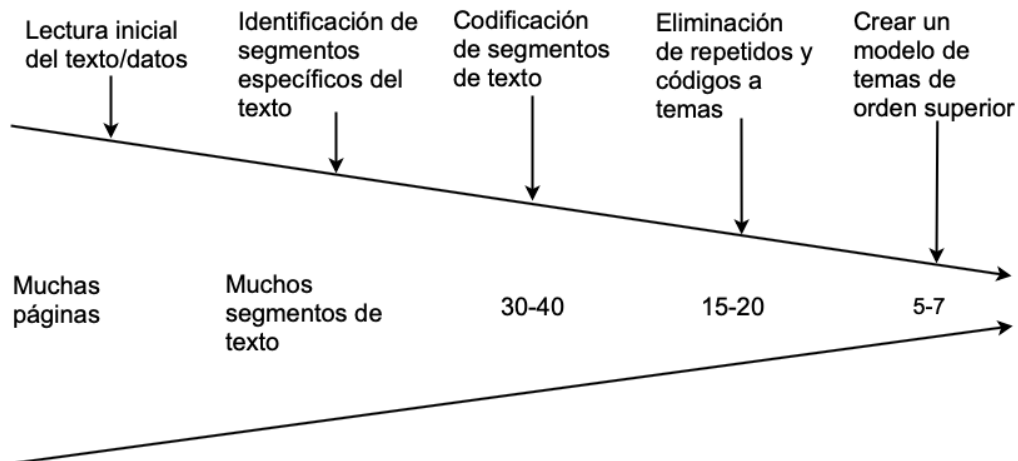 Lectura inicial
del texto/datos
Identificación de
segmentos
específicos del
texto
Codificación
de segmentos
de texto
Eliminación
de repetidos y
códigos a
temas
Crear un
modelo de
temas de
orden superior
Muchas
páginas
Muchos
segmentos de
texto
30-40
15-20
5-7